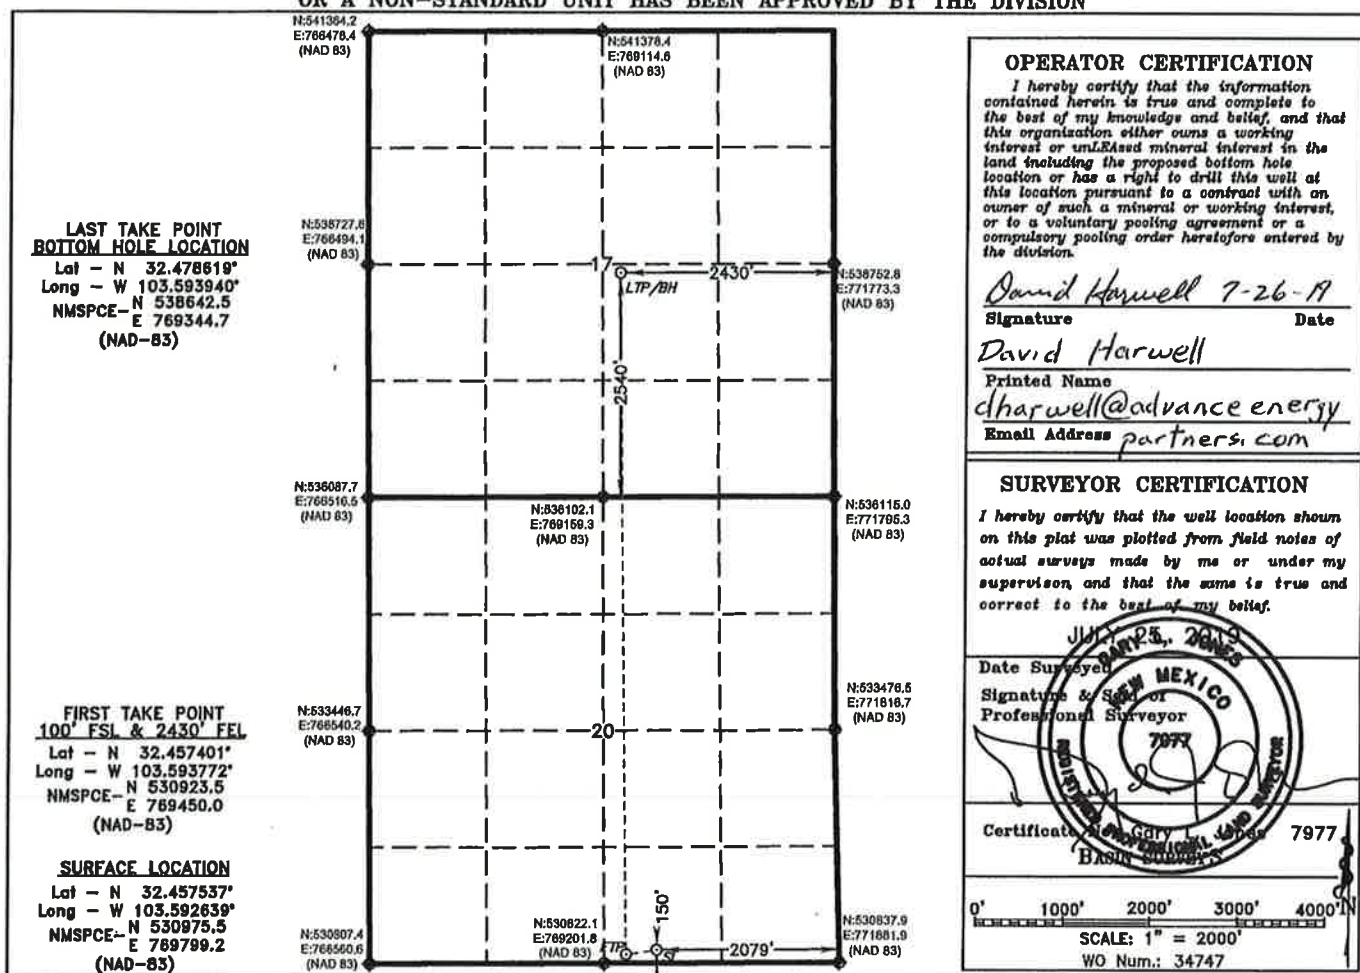 OR A NON-STANDARD UNIT HAS BEEN APPROVED BY THE DIVISION
N:541364.2
E:766478.4
(NAD 83)
N:541378.4
E:769114.6
(NAD 83)
LAST TAKE POINT
BOTTOM HOLE LOCATION
Lat - N 32.478619°
Long - W 103.593940°
NMSPCE- N 538642.5
E 769344.7
(NAD-83)
N:538727.6
E:766494.1
(NAD 83)
17
2430'
LTP/BH
N:538752.8
E:771773.3
(NAD 83)
2540'
N:536087.7
E:766516.5
(NAD 83)
N:536102.1
E:769159.3
(NAD 83)
N:536115.0
E:771795.3
(NAD 83)
FIRST TAKE POINT
100' FSL & 2430' FEL
Lat - N 32.457401°
Long - W 103.593772°
NMSPCE- N 530923.5
E 769450.0
(NAD-83)
N:533446.7
E:766540.2
(NAD 83)
20
N:533476.5
E:771816.7
(NAD 83)
SURFACE LOCATION
Lat - N 32.457537°
Long - W 103.592639°
NMSPCE- N 530975.5
E 769799.2
(NAD-83)
N:530807.4
E:766560.6
(NAD 83)
N:530822.1
E:769201.8
(NAD 83)
FTP
SL
150'
2079'
N:530837.9
E:771881.9
(NAD 83)
OPERATOR CERTIFICATION
I hereby certify that the information
contained herein is true and complete to
the best of my knowledge and belief, and that
this organization either owns a working
interest or unLEAsed mineral interest in the
land including the proposed bottom hole
location or has a right to drill this well at
this location pursuant to a contract with an
owner of such a mineral or working interest,
or to a voluntary pooling agreement or a
compulsory pooling order heretofore entered by
the division.
David Harwell 7-26-19
Signature Date
David Harwell
Printed Name
dharwell@advanceenergy
Email Address partners.com
SURVEYOR CERTIFICATION
I hereby certify that the well location shown
on this plat was plotted from field notes of
actual surveys made by me or under my
supervison, and that the same is true and
correct to the best of my belief.
JULY 25, 2019
Date Surveyed
Signature & Seal of
Professional Surveyor
GARY L. JONES
NEW MEXICO
7977
REGISTERED PROFESSIONAL LAND SURVEYOR
Certificate No. Gary L. Jones 7977
BASIN SURVEYS
0' 1000' 2000' 3000' 4000' N
SCALE: 1" = 2000'
WO Num.: 34747